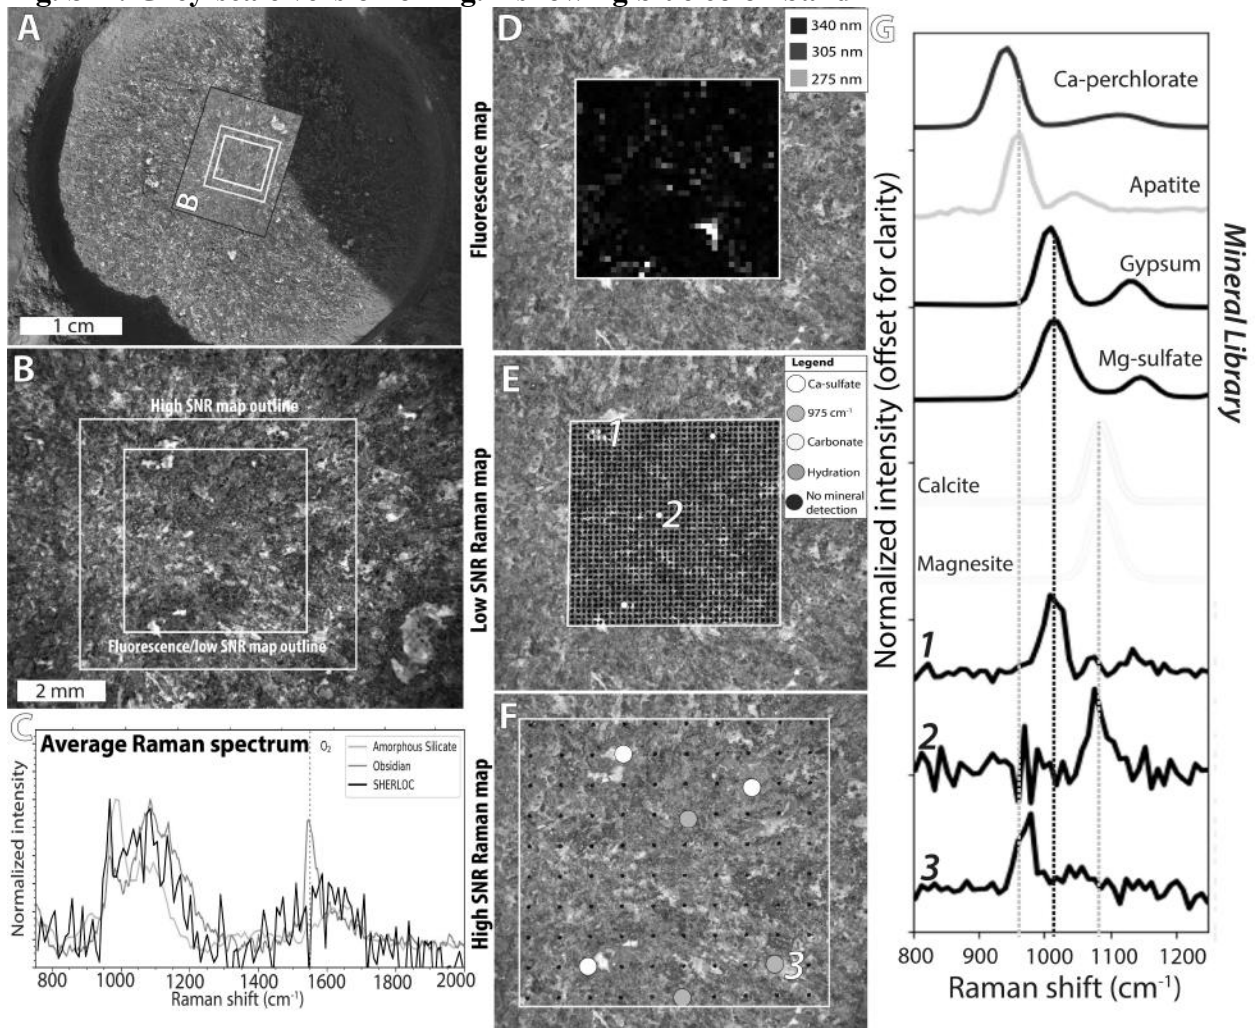 A
1 cm
B
B
High SNR map outline
Fluorescence/low SNR map outline
2 mm
C
Average Raman spectrum
O₂
Amorphous Silicate
Obsidian
SHERLOC
Normalized intensity
800
1000
1200
1400
1600
1800
2000
Raman shift (cm⁻¹)
Fluorescence map
D
340 nm
305 nm
275 nm
Low SNR Raman map
E
1
2
Legend
Ca-sulfate
975 cm⁻¹
Carbonate
Hydration
No mineral
detection
High SNR Raman map
F
3
G
Normalized intensity (offset for clarity)
Ca-perchlorate
Apatite
Gypsum
Mg-sulfate
Calcite
Magnesite
1
2
3
800
900
1000
1100
1200
Raman shift (cm⁻¹)
Mineral Library